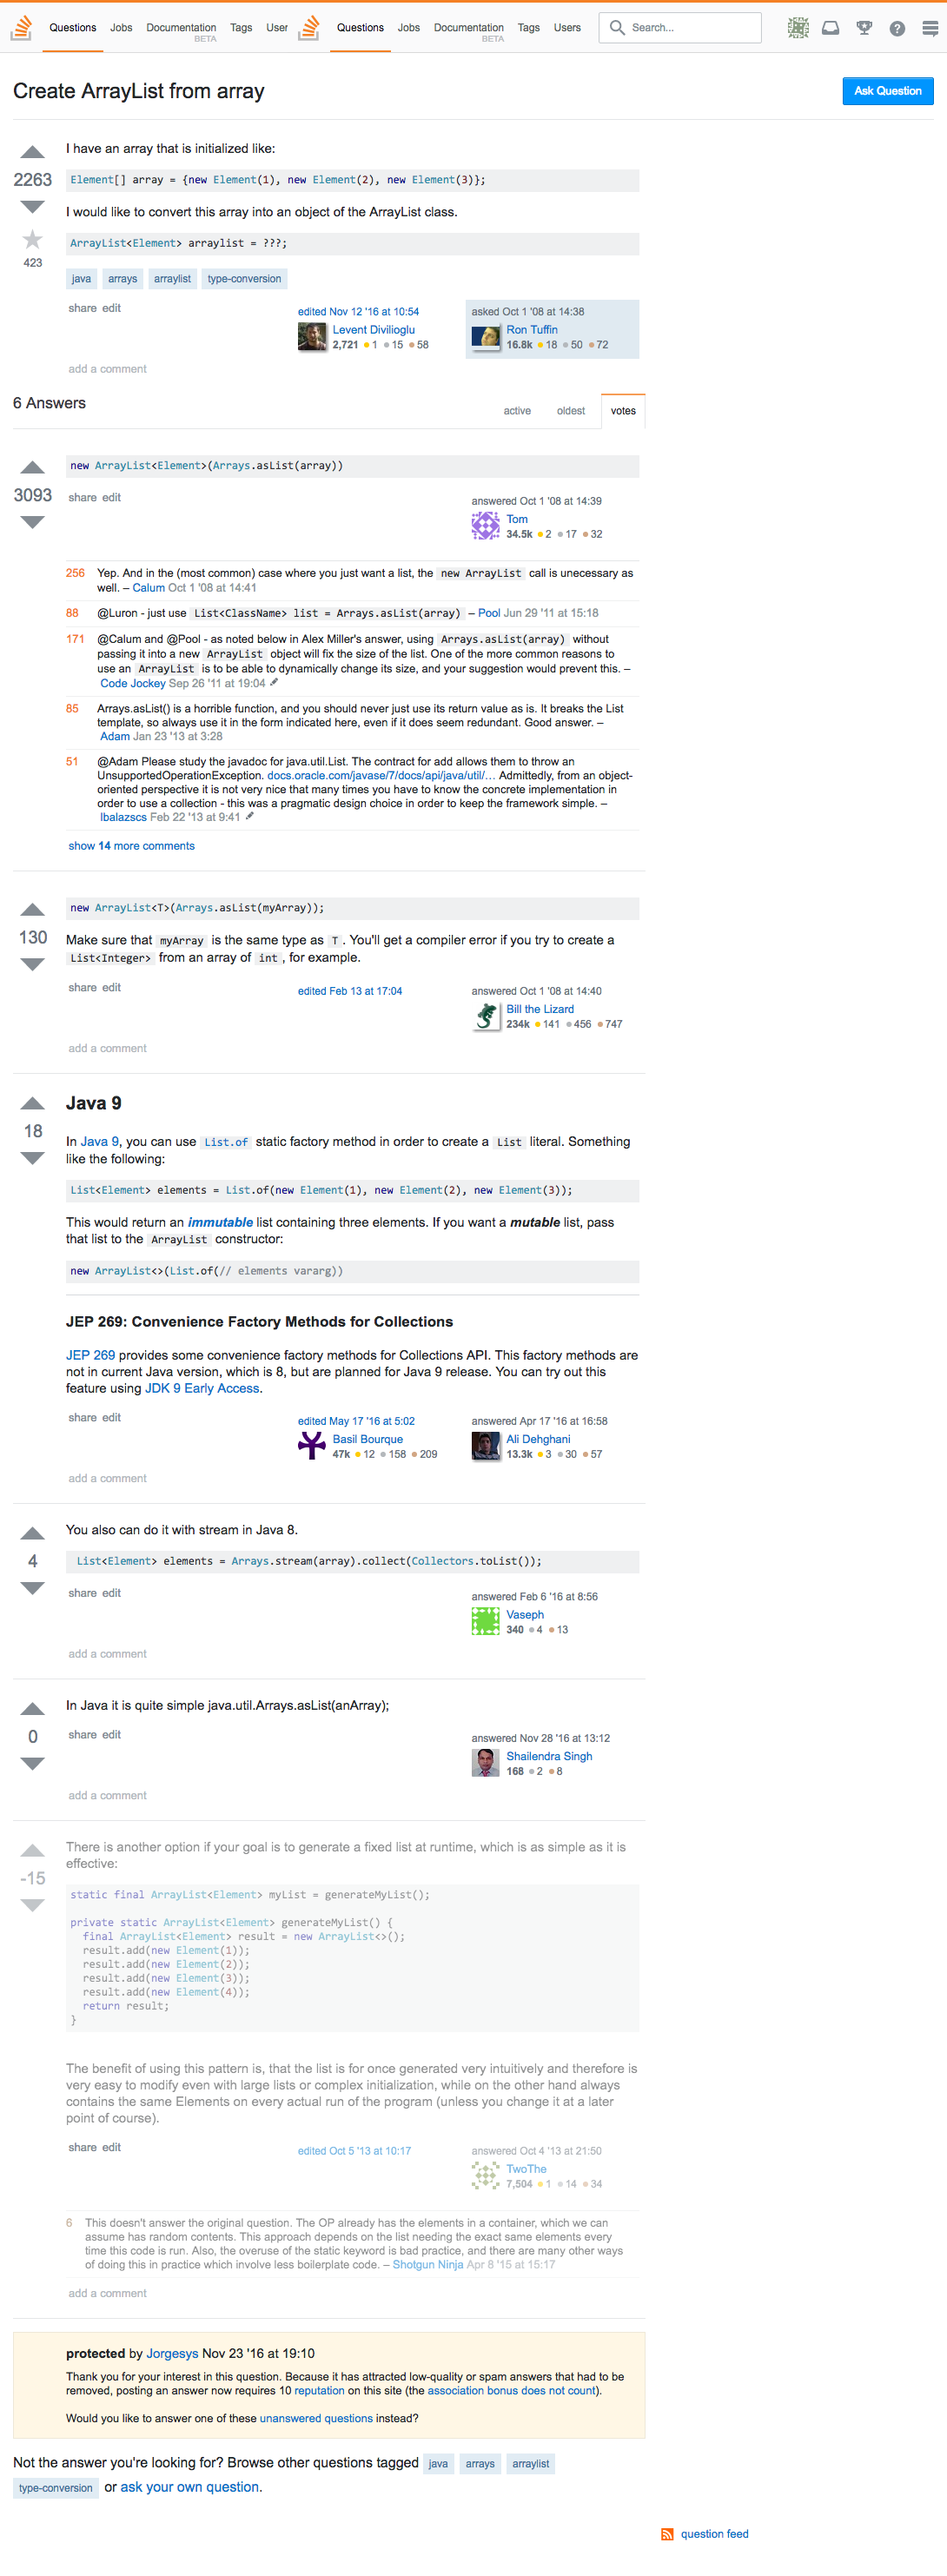 Questions Jobs Documentation BETA Tags User Questions Jobs Documentation BETA Tags Users Search...
Create ArrayList from array
Ask Question
I have an array that is initialized like:
2263
Element[] array = {new Element(1), new Element(2), new Element(3)};
I would like to convert this array into an object of the ArrayList class.
ArrayList<Element> arraylist = ???;
423
java arrays arraylist type-conversion
share edit
edited Nov 12 '16 at 10:54
Levent Divilioglu
2,721 1 15 58
asked Oct 1 '08 at 14:38
Ron Tuffin
16.8k 18 50 72
add a comment
6 Answers
active oldest votes
3093
new ArrayList<Element>(Arrays.asList(array))
share edit
answered Oct 1 '08 at 14:39
Tom
34.5k 2 17 32
256 Yep. And in the (most common) case where you just want a list, the new ArrayList call is unecessary as
well. – Calum Oct 1 '08 at 14:41
88 @Luron - just use List<ClassName> list = Arrays.asList(array) – Pool Jun 29 '11 at 15:18
171 @Calum and @Pool - as noted below in Alex Miller's answer, using Arrays.asList(array) without
passing it into a new ArrayList object will fix the size of the list. One of the more common reasons to
use an ArrayList is to be able to dynamically change its size, and your suggestion would prevent this. –
Code Jockey Sep 26 '11 at 19:04
85 Arrays.asList() is a horrible function, and you should never just use its return value as is. It breaks the List
template, so always use it in the form indicated here, even if it does seem redundant. Good answer. –
Adam Jan 23 '13 at 3:28
51 @Adam Please study the javadoc for java.util.List. The contract for add allows them to throw an
UnsupportedOperationException. docs.oracle.com/javase/7/docs/api/java/util/… Admittedly, from an object-
oriented perspective it is not very nice that many times you have to know the concrete implementation in
order to use a collection - this was a pragmatic design choice in order to keep the framework simple. –
lbalazscs Feb 22 '13 at 9:41
show 14 more comments
130
new ArrayList<T>(Arrays.asList(myArray));
Make sure that myArray is the same type as T. You'll get a compiler error if you try to create a
List<Integer> from an array of int, for example.
share edit
edited Feb 13 at 17:04
answered Oct 1 '08 at 14:40
Bill the Lizard
234k 141 456 747
add a comment
18
Java 9
In Java 9, you can use List.of static factory method in order to create a List literal. Something
like the following:
List<Element> elements = List.of(new Element(1), new Element(2), new Element(3));
This would return an immutable list containing three elements. If you want a mutable list, pass
that list to the ArrayList constructor:
new ArrayList<>(List.of(// elements vararg))
JEP 269: Convenience Factory Methods for Collections
JEP 269 provides some convenience factory methods for Collections API. This factory methods are
not in current Java version, which is 8, but are planned for Java 9 release. You can try out this
feature using JDK 9 Early Access.
share edit
edited May 17 '16 at 5:02
Basil Bourque
47k 12 158 209
answered Apr 17 '16 at 16:58
Ali Dehghani
13.3k 3 30 57
add a comment
4
You also can do it with stream in Java 8.
List<Element> elements = Arrays.stream(array).collect(Collectors.toList());
share edit
answered Feb 6 '16 at 8:56
Vaseph
340 4 13
add a comment
0
In Java it is quite simple java.util.Arrays.asList(anArray);
share edit
answered Nov 28 '16 at 13:12
Shailendra Singh
168 2 8
add a comment
-15
There is another option if your goal is to generate a fixed list at runtime, which is as simple as it is
effective:
static final ArrayList<Element> myList = generateMyList();
private static ArrayList<Element> generateMyList() {
final ArrayList<Element> result = new ArrayList<>();
result.add(new Element(1));
result.add(new Element(2));
result.add(new Element(3));
result.add(new Element(4));
return result;
}
The benefit of using this pattern is, that the list is for once generated very intuitively and therefore is
very easy to modify even with large lists or complex initialization, while on the other hand always
contains the same Elements on every actual run of the program (unless you change it at a later
point of course).
share edit
edited Oct 5 '13 at 10:17
answered Oct 4 '13 at 21:50
TwoThe
7,504 1 14 34
6 This doesn't answer the original question. The OP already has the elements in a container, which we can
assume has random contents. This approach depends on the list needing the exact same elements every
time this code is run. Also, the overuse of the static keyword is bad practice, and there are many other ways
of doing this in practice which involve less boilerplate code. – Shotgun Ninja Apr 8 '15 at 15:17
add a comment
protected by Jorgesys Nov 23 '16 at 19:10
Thank you for your interest in this question. Because it has attracted low-quality or spam answers that had to be
removed, posting an answer now requires 10 reputation on this site (the association bonus does not count).
Would you like to answer one of these unanswered questions instead?
Not the answer you're looking for? Browse other questions tagged java arrays arraylist
type-conversion or ask your own question.
question feed